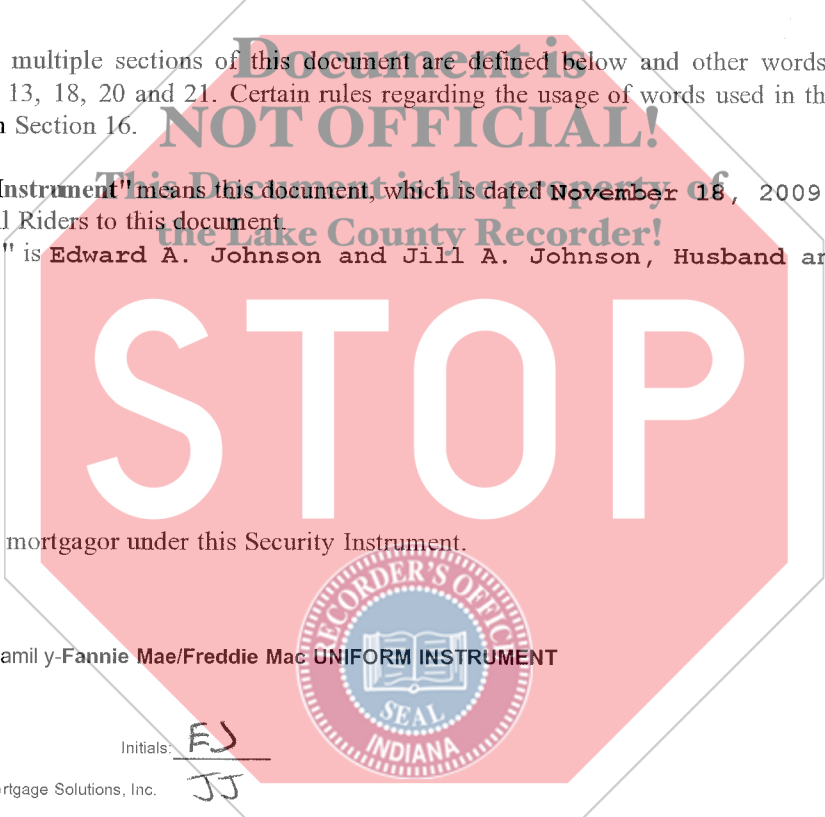 Document is
multiple sections of this document are defined below and other words
13, 18, 20 and 21. Certain rules regarding the usage of words used in th
n Section 16.
NOT OFFICIAL!
This Document is the property of
Instrument" means this document, which is dated November 18, 2009
l Riders to this document.
the Lake County Recorder!
" is Edward A. Johnson and Jill A. Johnson, Husband an
STOP
mortgagor under this Security Instrument.
RECORDER'S OFFICE
SEAL
INDIANA
amily-Fannie Mae/Freddie Mac UNIFORM INSTRUMENT
Initials: EJ
JJ
rtgage Solutions, Inc.